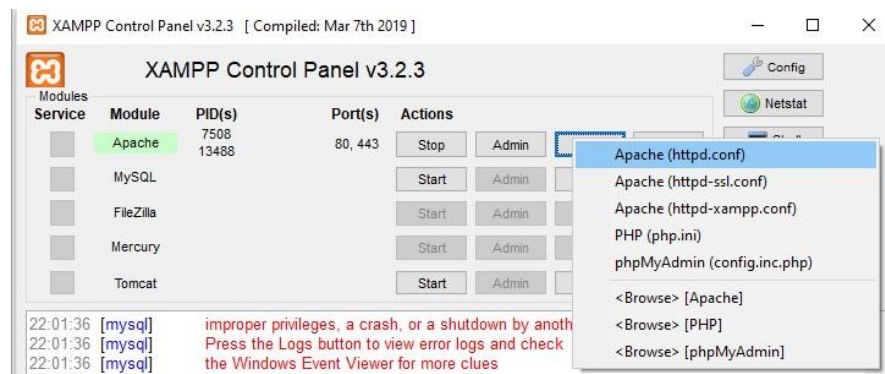 XAMPP Control Panel v3.2.3 [ Compiled: Mar 7th 2019 ]
XAMPP Control Panel v3.2.3
Config
Netstat
Modules
Service Module PID(s) Port(s) Actions
Apache 7508 13488 80, 443 Stop Admin
MySQL Start Admin
FileZilla Start Admin
Mercury Start Admin
Tomcat Start Admin
Apache (httpd.conf)
Apache (httpd-ssl.conf)
Apache (httpd-xampp.conf)
PHP (php.ini)
phpMyAdmin (config.inc.php)
<Browse> [Apache]
<Browse> [PHP]
<Browse> [phpMyAdmin]
22:01:36 [mysql] improper privileges, a crash, or a shutdown by
22:01:36 [mysql] Press the Logs button to view error logs and check
22:01:36 [mysql] the Windows Event Viewer for more clues